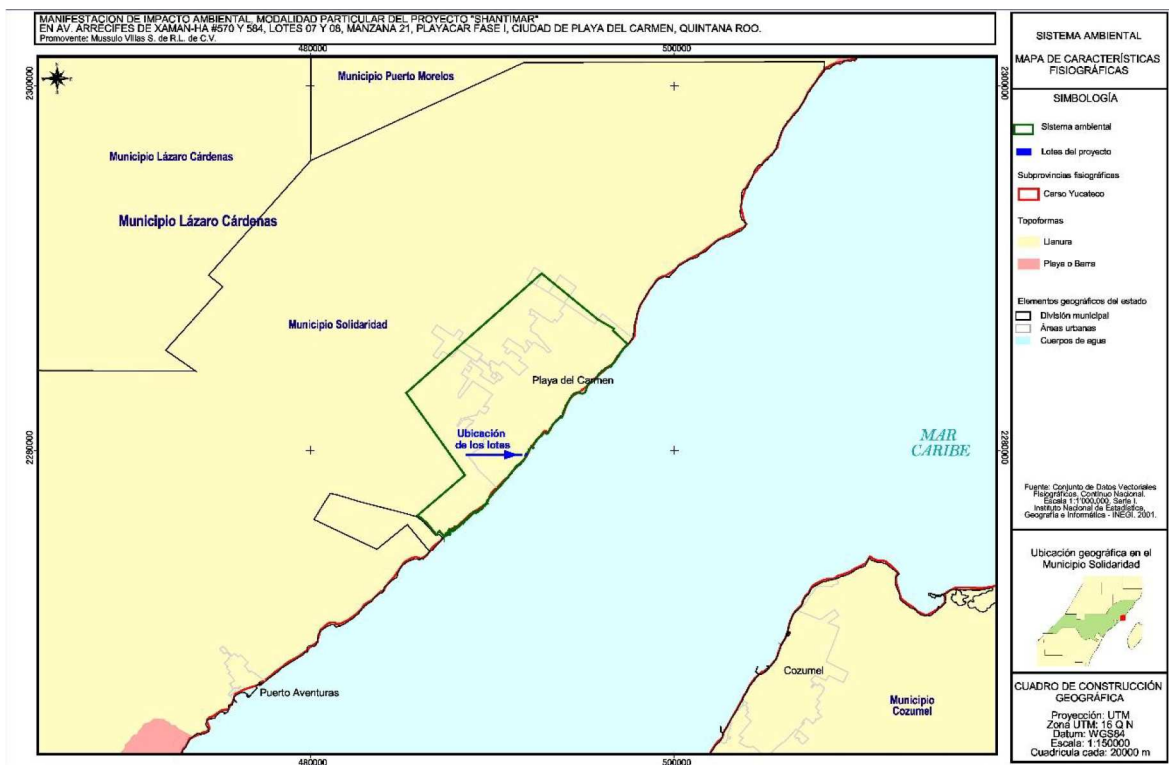 MANIFESTACION DE IMPACTO AMBIENTAL, MODALIDAD PARTICULAR DEL PROYECTO "SHANTIMAR"
EN AV. ARRECIFES DE XAMAN-HA #570 Y 584, LOTES 07 Y 08, MANZANA 21, PLAYACAR FASE I, CIUDAD DE PLAYA DEL CARMEN, QUINTANA ROO.
Promovente: Mussulo Villas S. de R.L. de C.V.
480000
500000
2300000
2300000
Municipio Puerto Morelos
Municipio Lázaro Cárdenas
Municipio Lázaro Cárdenas
Municipio Solidaridad
Playa del Carmen
Ubicación
de los lotes
2280000
2280000
MAR
CARIBE
Puerto Aventuras
Cozumel
Municipio
Cozumel
480000
500000
SISTEMA AMBIENTAL
MAPA DE CARACTERÍSTICAS
FISIOGRÁFICAS
SIMBOLOGÍA
Sistema ambiental
Lotes del proyecto
Subprovincias fisiográficas
Carso Yucateco
Topoformas
Llanura
Playa o Barra
Elementos geográficos del estado
División municipal
Áreas urbanas
Cuerpos de agua
Fuente: Conjunto de Datos Vectoriales
Fisiográficos. Continuo Nacional.
Escala 1:1'000,000. Serie I.
Instituto Nacional de Estadística,
Geografía e Informática - INEGI. 2001.
Ubicación geográfica en el
Municipio Solidaridad
CUADRO DE CONSTRUCCIÓN
GEOGRÁFICA
Proyección: UTM
Zona UTM: 16 Q N
Datum: WGS84
Escala: 1:150000
Cuadrícula cada: 20000 m